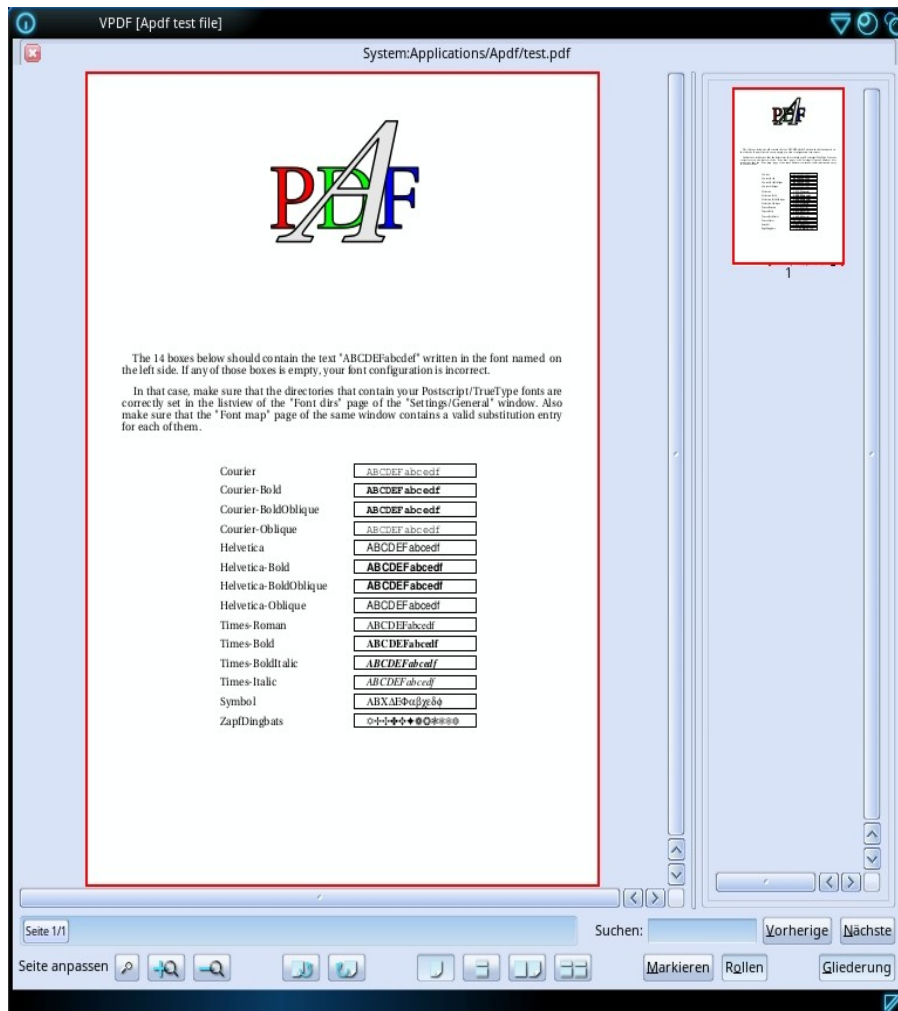 VPDF [Apdf test file]
System:Applications/Apdf/test.pdf
PDF
A
The 14 boxes below should contain the text "ABCDEFabcdef" written in the font named on
the left side. If any of those boxes is empty, your font configuration is incorrect.
In that case, make sure that the directories that contain your Postscript/TrueType fonts are
correctly set in the listview of the "Font dirs" page of the "Settings/General" window. Also
make sure that the "Font map" page of the same window contains a valid substitution entry
for each of them.
Courier ABCDEFabcedf
Courier-Bold ABCDEFabcedf
Courier-BoldOblique ABCDEFabcedf
Courier-Oblique ABCDEFabcedf
Helvetica ABCDEFabcedf
Helvetica-Bold ABCDEFabcedf
Helvetica-BoldOblique ABCDEFabcedf
Helvetica-Oblique ABCDEFabcedf
Times-Roman ABCDEFabcedf
Times-Bold ABCDEFabcedf
Times-BoldItalic ABCDEFabcedf
Times-Italic ABCDEFabcedf
Symbol ΑΒΧΔΕΦαβχεδφ
ZapfDingbats
1
Seite 1/1
Suchen: Vorherige Nächste
Seite anpassen Markieren Rollen Gliederung